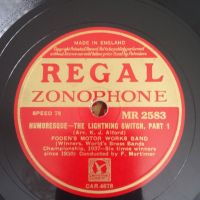 MADE IN ENGLAND
REGAL
ZONOPHONE
SPEED 78
MR 2583
HUMORESQUE—THE LIGHTNING SWITCH, PART 1
(Arr. K. J. Alford)
FODEN'S MOTOR WORKS BAND
(Winners, World's Brass Bands
Championship, 1937—Six times winners
since 1930) Conducted by F. Mortimer
CAR 4678